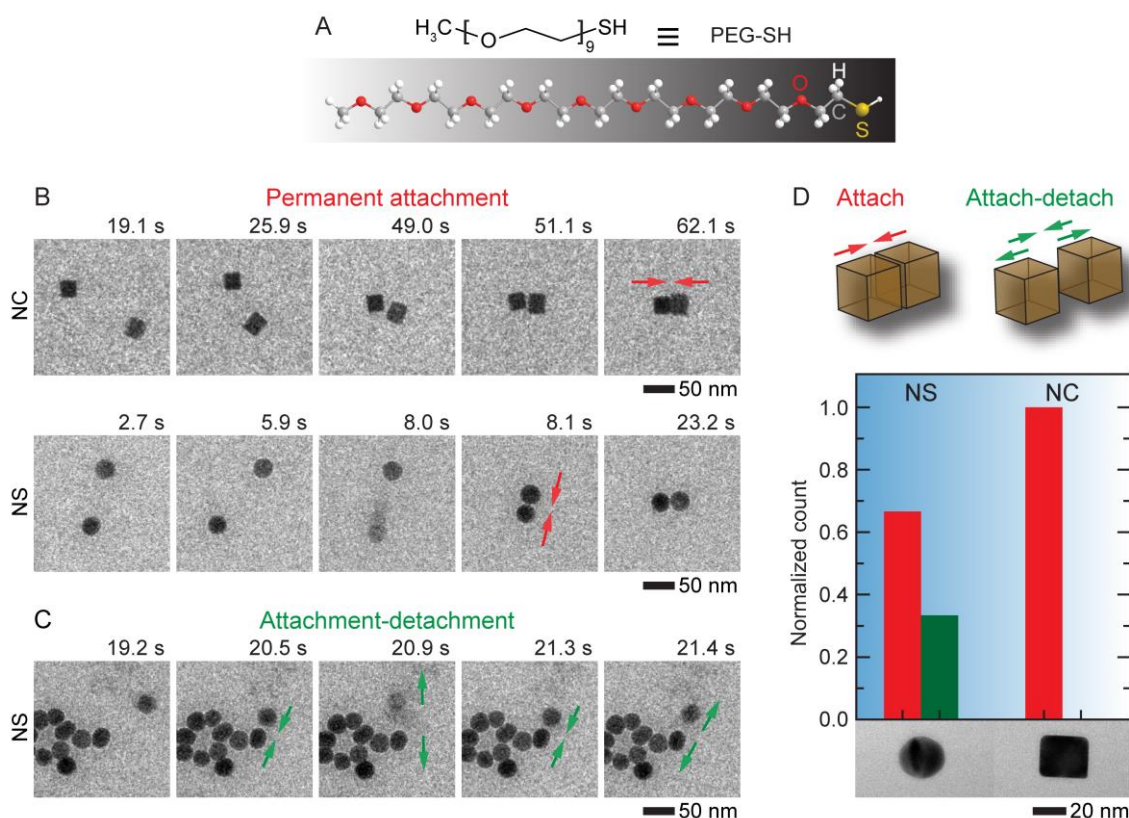 A
H3C [ O ]9 SH ≡ PEG-SH
H
O
C
S
B
Permanent attachment
19.1 s 25.9 s 49.0 s 51.1 s 62.1 s
NC
50 nm
2.7 s 5.9 s 8.0 s 8.1 s 23.2 s
NS
50 nm
C
Attachment-detachment
19.2 s 20.5 s 20.9 s 21.3 s 21.4 s
NS
50 nm
D
Attach Attach-detach
NS NC
1.0
0.8
0.6
0.4
0.2
0.0
Normalized count
20 nm